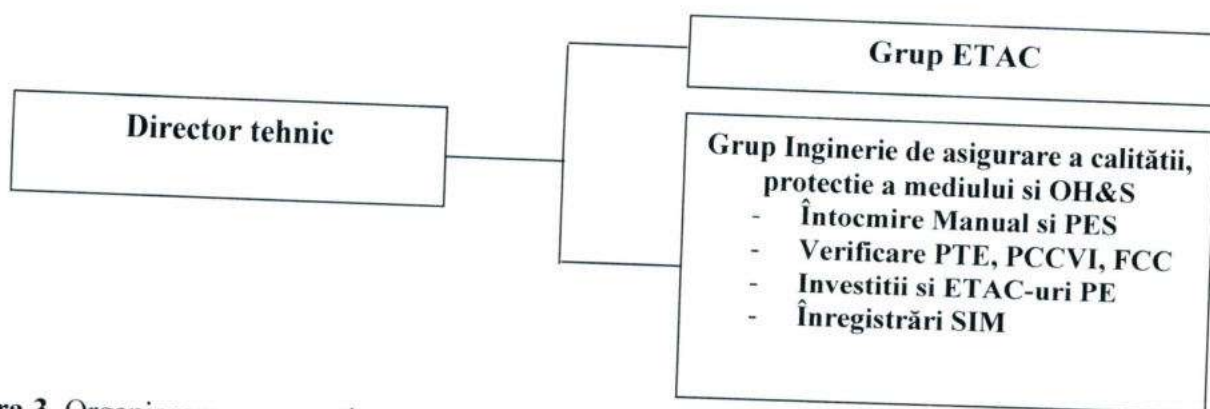 Grup ETAC
Director tehnic
Grup Inginerie de asigurare a calitătii,
protectie a mediului si OH&S
- Întocmire Manual si PES
- Verificare PTE, PCCVI, FCC
- Investitii si ETAC-uri PE
- Înregistrări SIM
3.